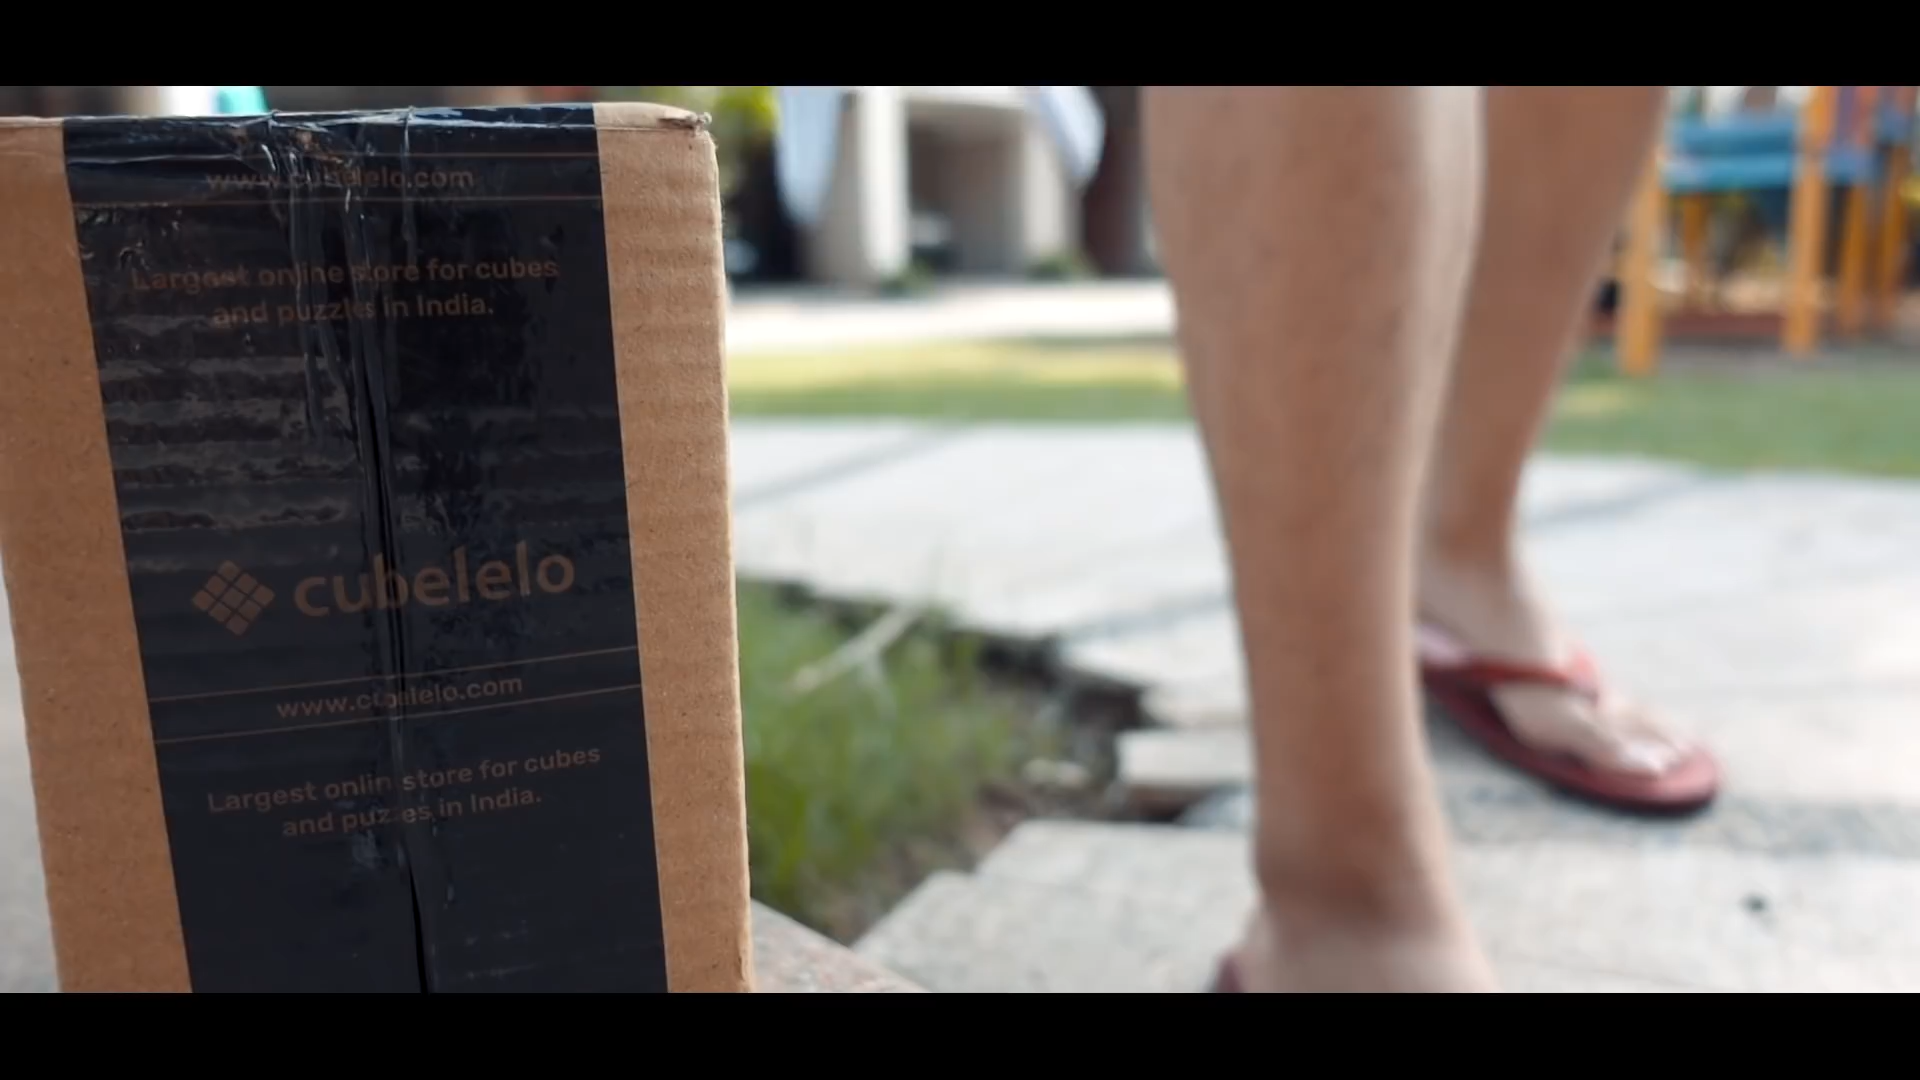 www.cubelelo.com
Largest online store for cubes
and puzzles in India.
cubelelo
www.cubelelo.com
Largest online store for cubes
and puzzles in India.